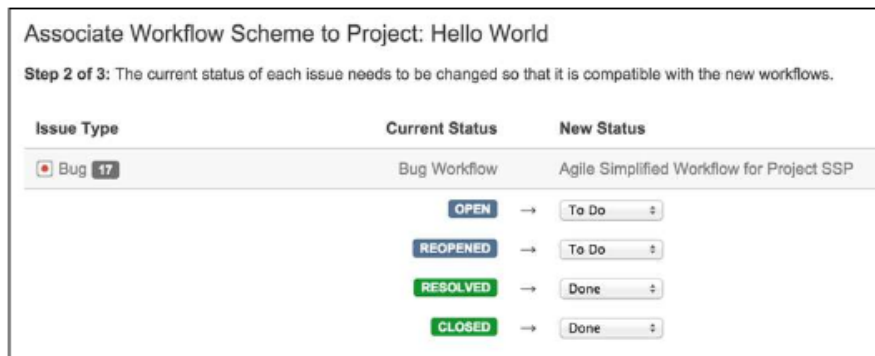 Associate Workflow Scheme to Project: Hello World
Step 2 of 3: The current status of each issue needs to be changed so that it is compatible with the new workflows.
Issue Type Current Status New Status
Bug 17 Bug Workflow Agile Simplified Workflow for Project SSP
OPEN → To Do
REOPENED → To Do
RESOLVED → Done
CLOSED → Done